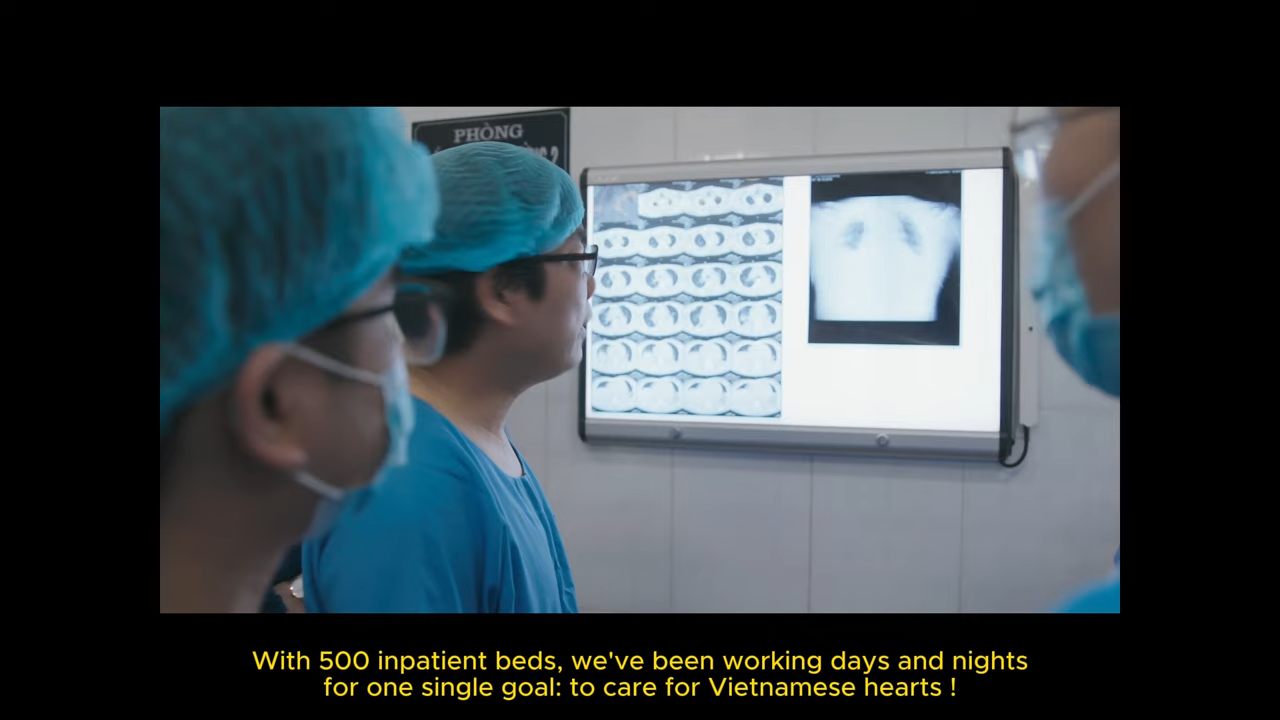 PHÒNG
With 500 inpatient beds, we've been working days and nights
for one single goal: to care for Vietnamese hearts !